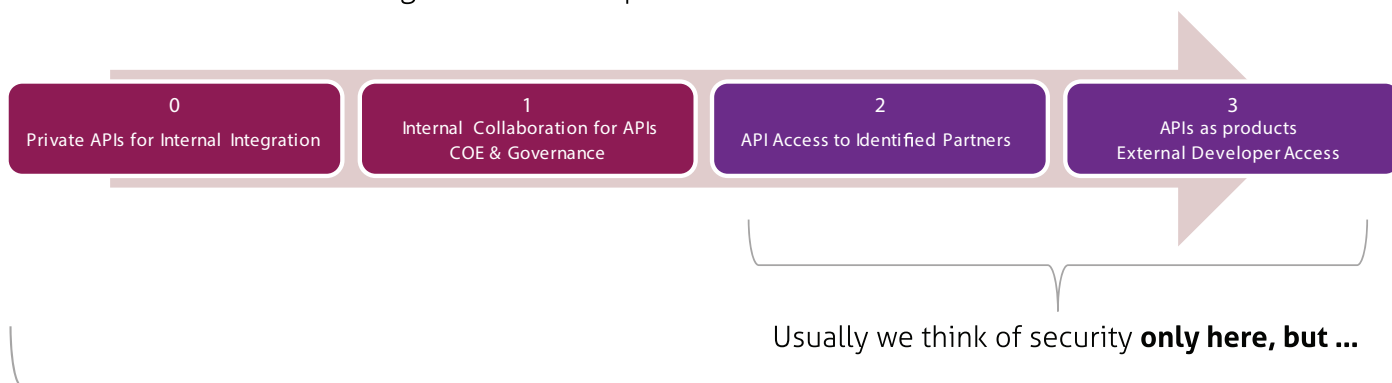 0
Private APIs for Internal Integration
1
Internal Collaboration for APIs
COE & Governance
2
API Access to Identified Partners
3
APIs as products
External Developer Access
Usually we think of security only here, but ...